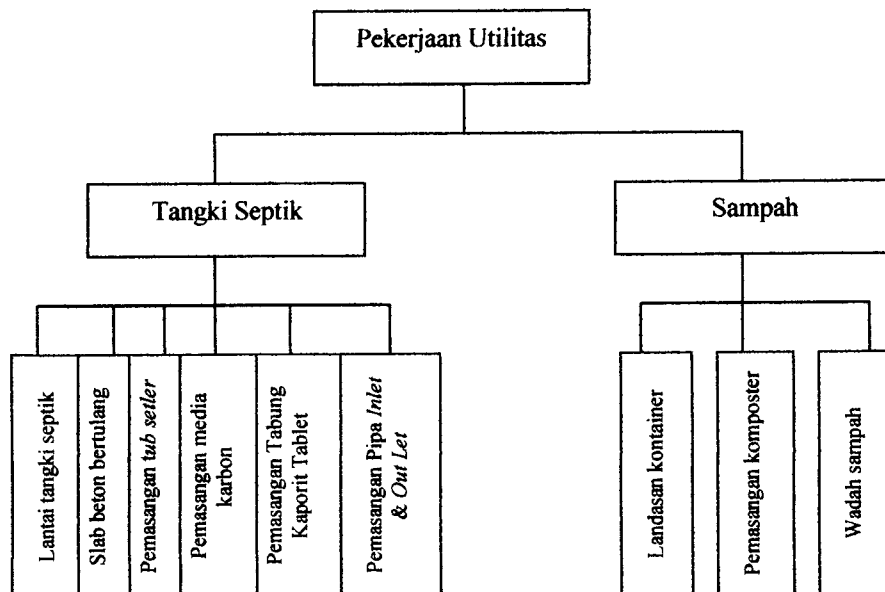 Pekerjaan Utilitas
Tangki Septik
Sampah
Lantai tangki septik
Slab beton bertulang
Pemasangan tub setler
Pemasangan media
karbon
Pemasangan Tabung
Kaporit Tablet
Pemasangan Pipa Inlet
& Out Let
Landasan kontainer
Pemasangan komposter
Wadah sampah